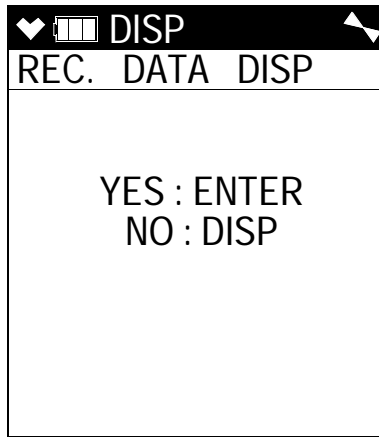 DISP
REC. DATA DISP
YES : ENTER
NO : DISP